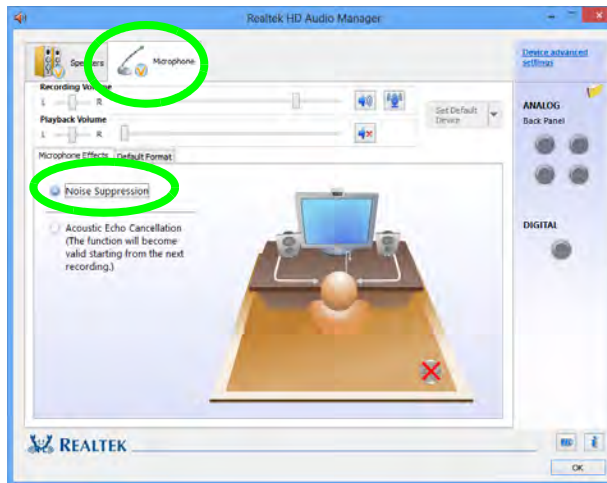 Realtek HD Audio Manager
Speakers
Microphone
Device advanced
settings
Recording Volume
L
R
Set Default
Device
Playback Volume
L
R
ANALOG
Back Panel
Microphone Effects
Default Format
Noise Suppression
Acoustic Echo Cancellation
(The function will become
valid starting from the next
recording.)
DIGITAL
REALTEK
OK